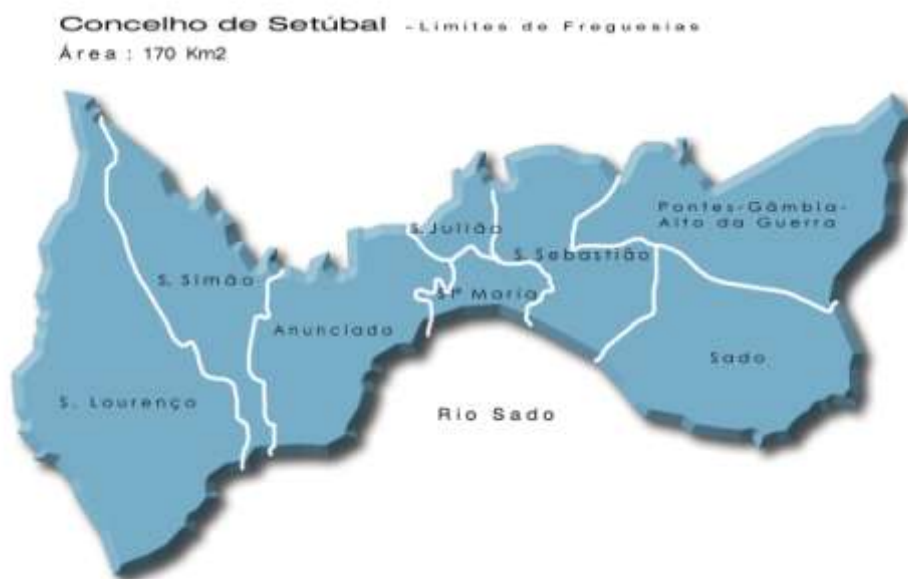 Concelho de Setúbal - Limites de Freguesias
Área : 170 Km2
Pontes-Gâmbia-
Alto da Guerra
S. Julião
S. Sebastião
S. Simão
Stª Maria
Anunciada
Sado
S. Lourenço
Rio Sado